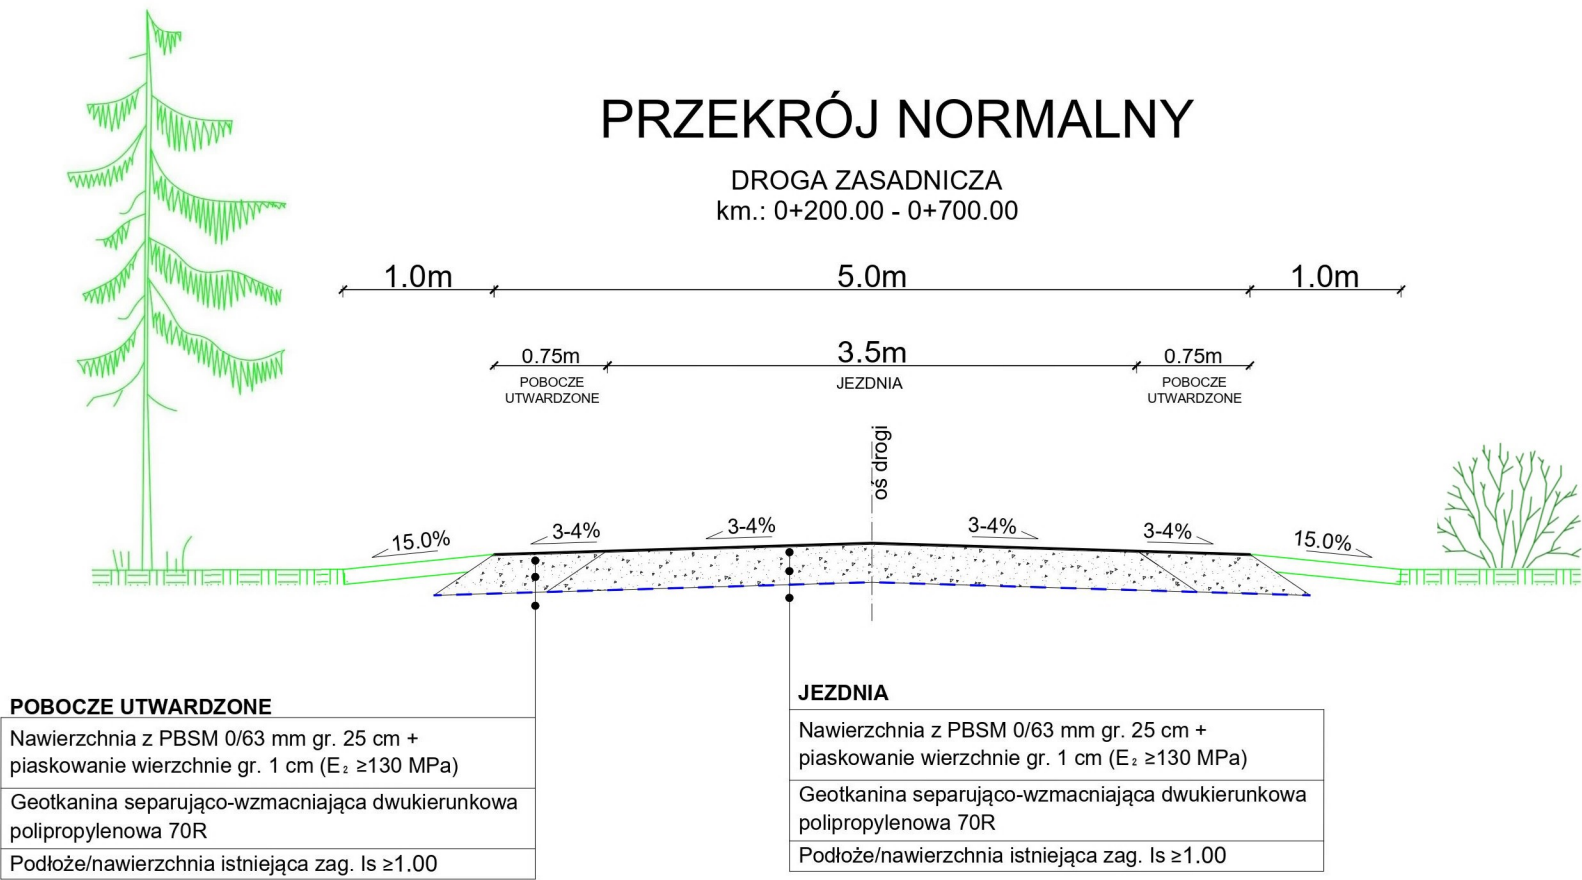 PRZEKRÓJ NORMALNY
DROGA ZASADNICZA
km.: 0+200.00 - 0+700.00
1.0m 5.0m 1.0m
0.75m 3.5m 0.75m
POBOCZE UTWARDZONE
JEZDNIA
POBOCZE UTWARDZONE
oś drogi
15.0% 3-4% 3-4% 3-4% 3-4% 15.0%
POBOCZE UTWARDZONE
Nawierzchnia z PBSM 0/63 mm gr. 25 cm +
piaskowanie wierzchnie gr. 1 cm (E₂ ≥130 MPa)
Geotkanina separująco-wzmacniająca dwukierunkowa
polipropylenowa 70R
Podłoże/nawierzchnia istniejąca zag. Is ≥1.00
JEZDNIA
Nawierzchnia z PBSM 0/63 mm gr. 25 cm +
piaskowanie wierzchnie gr. 1 cm (E₂ ≥130 MPa)
Geotkanina separująco-wzmacniająca dwukierunkowa
polipropylenowa 70R
Podłoże/nawierzchnia istniejąca zag. Is ≥1.00